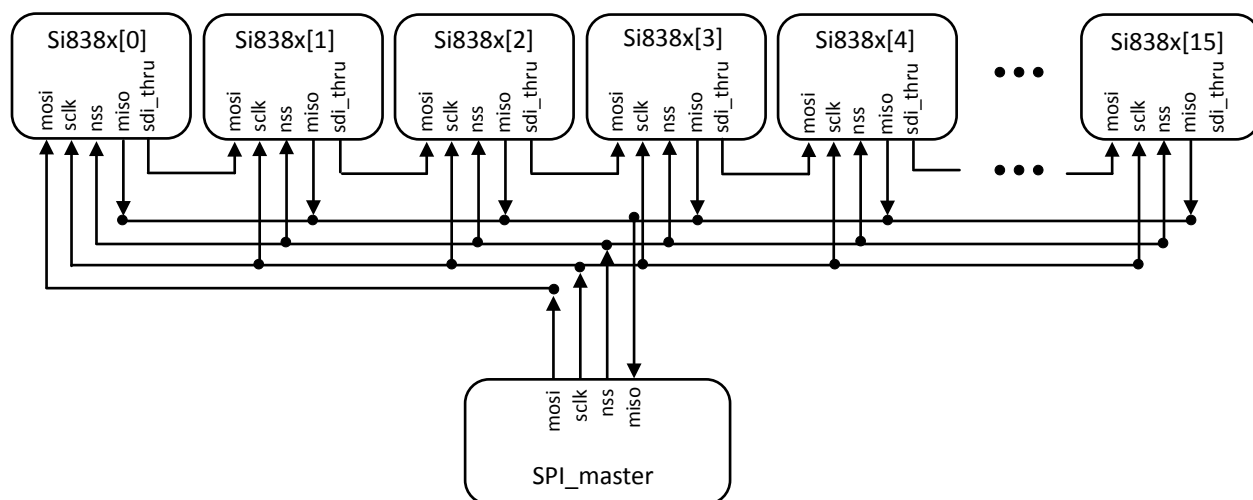 Si838x[0]
Si838x[1]
Si838x[2]
Si838x[3]
Si838x[4]
Si838x[15]
mosi
sclk
nss
miso
sdi_thru
mosi
sclk
nss
miso
sdi_thru
mosi
sclk
nss
miso
sdi_thru
mosi
sclk
nss
miso
sdi_thru
mosi
sclk
nss
miso
sdi_thru
mosi
sclk
nss
miso
sdi_thru
mosi
sclk
nss
miso
SPI_master